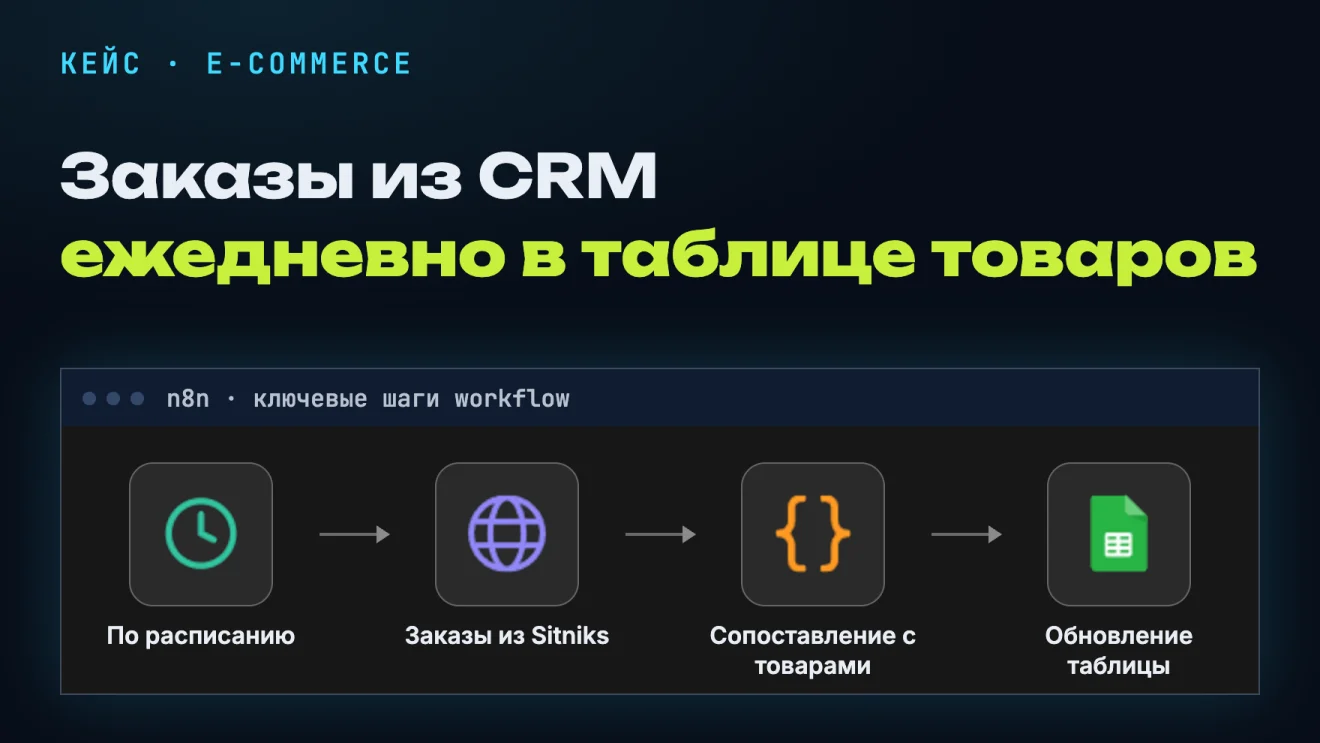 КЕЙС · E-COMMERCE
Заказы из CRM
ежедневно в таблице товаров
n8n · ключевые шаги workflow
По расписанию
Заказы из Sitniks
Сопоставление с
товарами
Обновление
таблицы